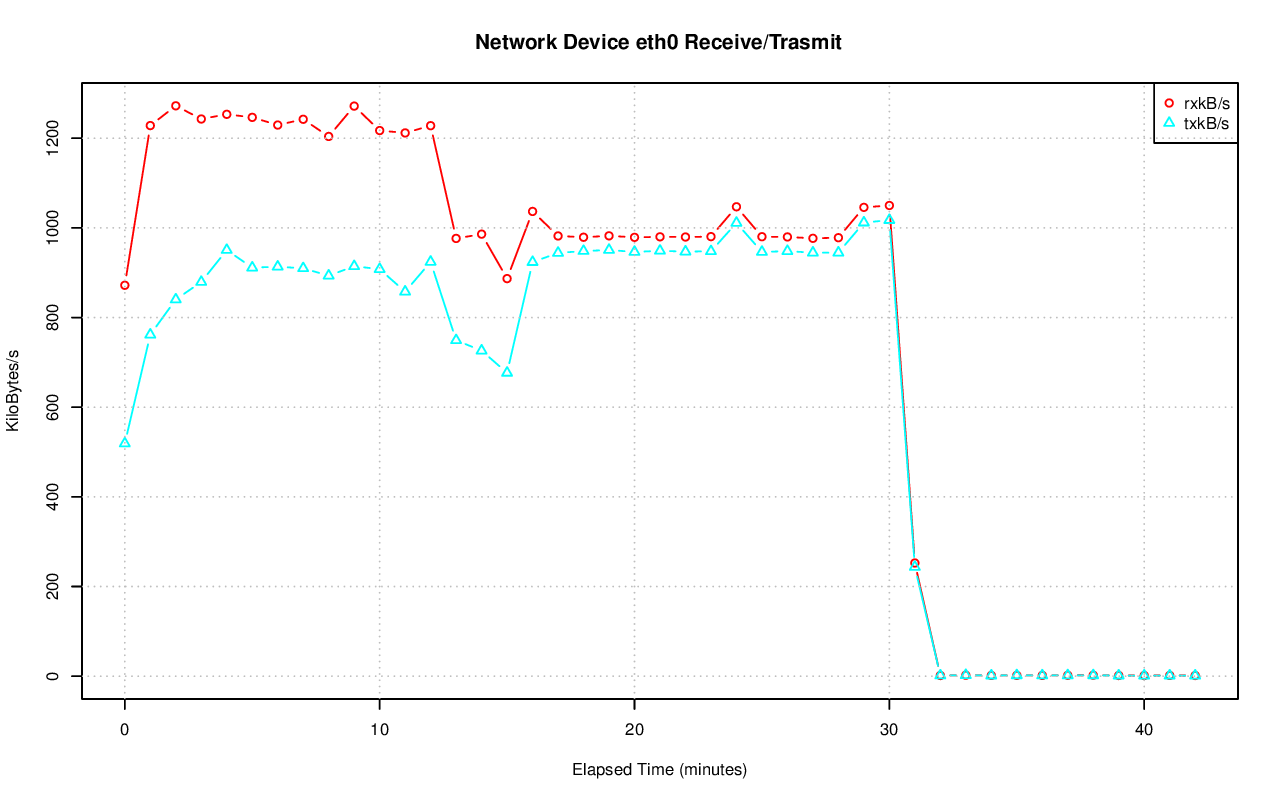 Network Device eth0 Receive/Trasmit
rxkB/s
txkB/s
1200
1000
800
600
400
200
0
KiloBytes/s
0 10 20 30 40
Elapsed Time (minutes)